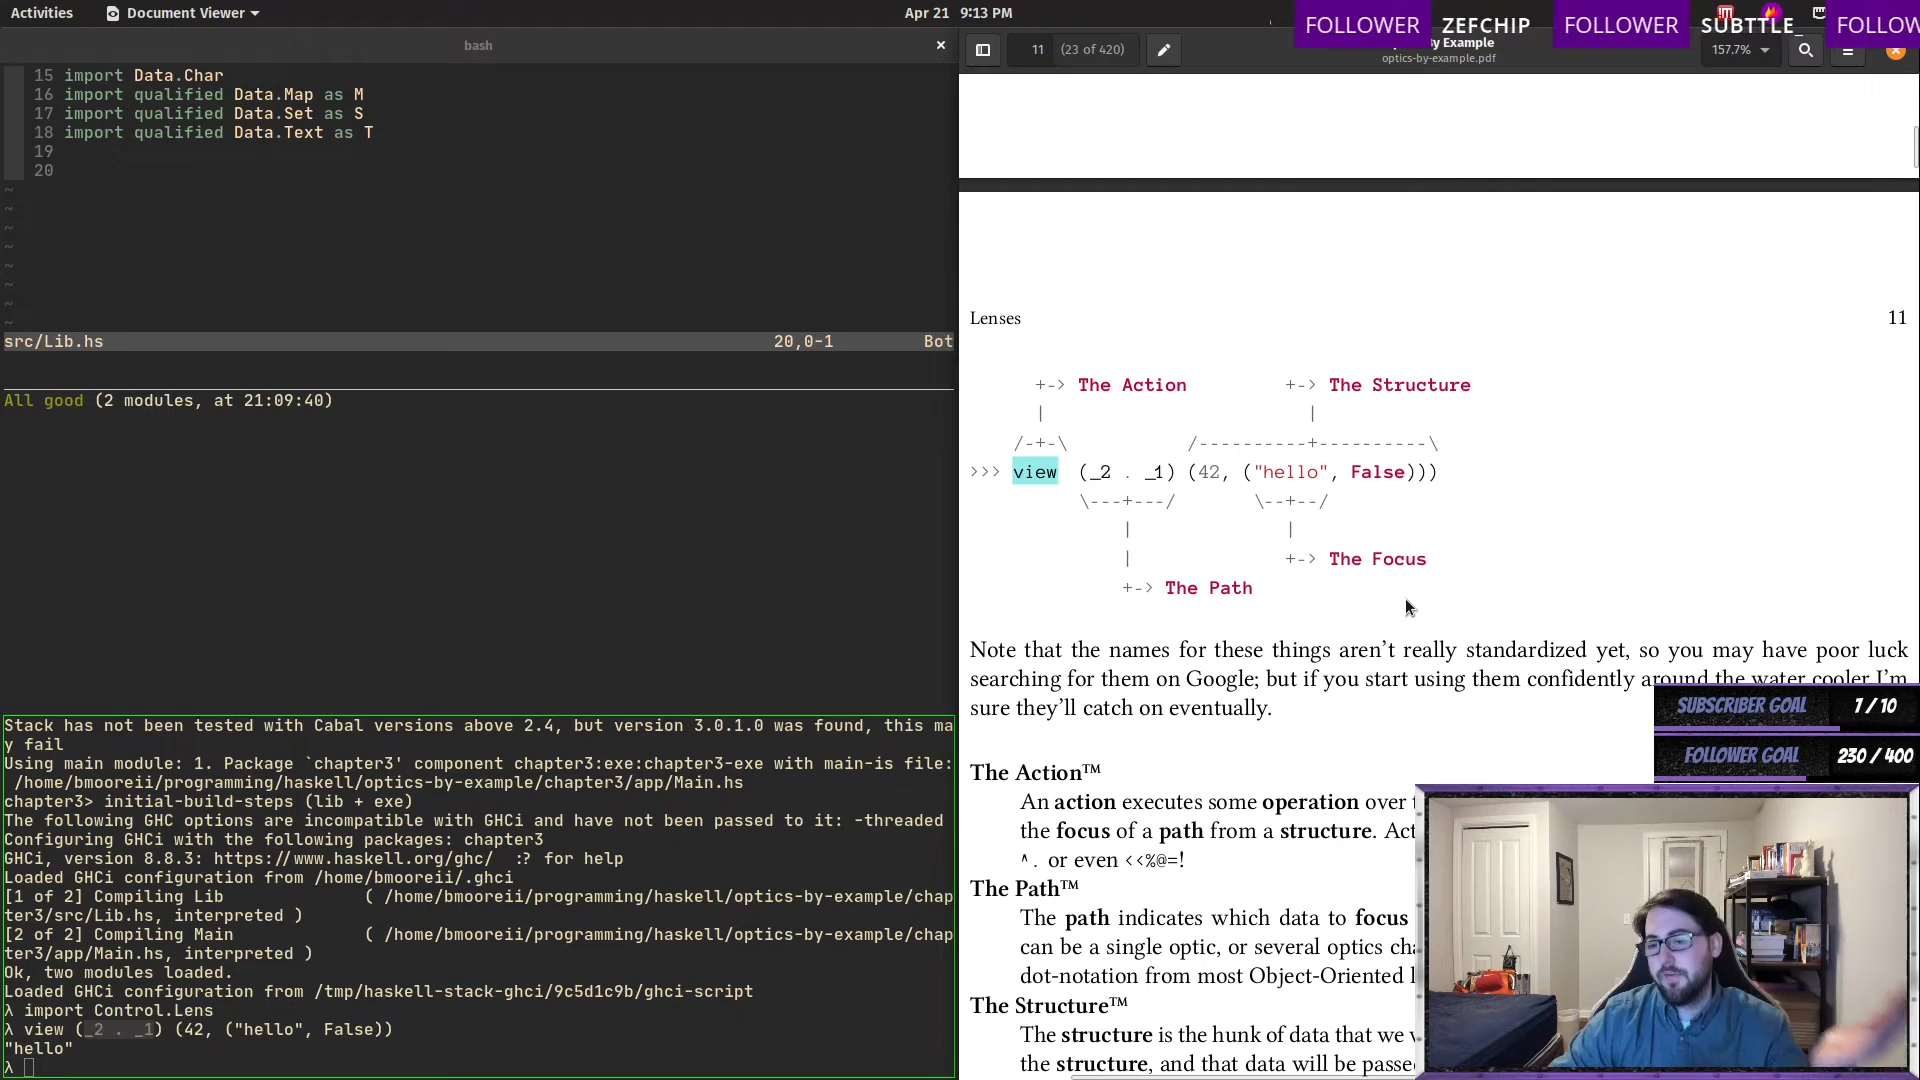 Activities
Document Viewer
Apr 21 9:13 PM
FOLLOWER ZEFCHIP FOLLOWER SUBTTLE_ FOLLOW
bash
15 import Data.Char
16 import qualified Data.Map as M
17 import qualified Data.Set as S
18 import qualified Data.Text as T
19
20
~
~
~
~
~
~
~
~
src/Lib.hs 20,0-1 Bot
All good (2 modules, at 21:09:40)
Stack has not been tested with Cabal versions above 2.4, but version 3.0.1.0 was found, this ma
y fail
Using main module: 1. Package `chapter3' component chapter3:exe:chapter3-exe with main-is file:
/home/bmooreii/programming/haskell/optics-by-example/chapter3/app/Main.hs
chapter3> initial-build-steps (lib + exe)
The following GHC options are incompatible with GHCi and have not been passed to it: -threaded
Configuring GHCi with the following packages: chapter3
GHCi, version 8.8.3: https://www.haskell.org/ghc/  :? for help
Loaded GHCi configuration from /home/bmooreii/.ghci
[1 of 2] Compiling Lib ( /home/bmooreii/programming/haskell/optics-by-example/chap
ter3/src/Lib.hs, interpreted )
[2 of 2] Compiling Main ( /home/bmooreii/programming/haskell/optics-by-example/chap
ter3/app/Main.hs, interpreted )
Ok, two modules loaded.
Loaded GHCi configuration from /tmp/haskell-stack-ghci/9c5d1c9b/ghci-script
λ import Control.Lens
λ view (_2 . _1) (42, ("hello", False))
"hello"
λ
11 (23 of 420)
By Example
optics-by-example.pdf
157.7%
Lenses 11
+-> The Action +-> The Structure
| |
/-+-\ /----------+----------\
>>> view (_2 . _1) (42, ("hello", False)))
\---+---/ \--+--/
| |
| +-> The Focus
+-> The Path
Note that the names for these things aren't really standardized yet, so you may have poor luck
searching for them on Google; but if you start using them confidently around the water cooler I'm
sure they'll catch on eventually.
The Action™
An action executes some operation over
the focus of a path from a structure. Act
^. or even <<%@=!
The Path™
The path indicates which data to focus
can be a single optic, or several optics cha
dot-notation from most Object-Oriented l
The Structure™
The structure is the hunk of data that we w
the structure, and that data will be passe
SUBSCRIBER GOAL 7 / 10
FOLLOWER GOAL 230 / 400